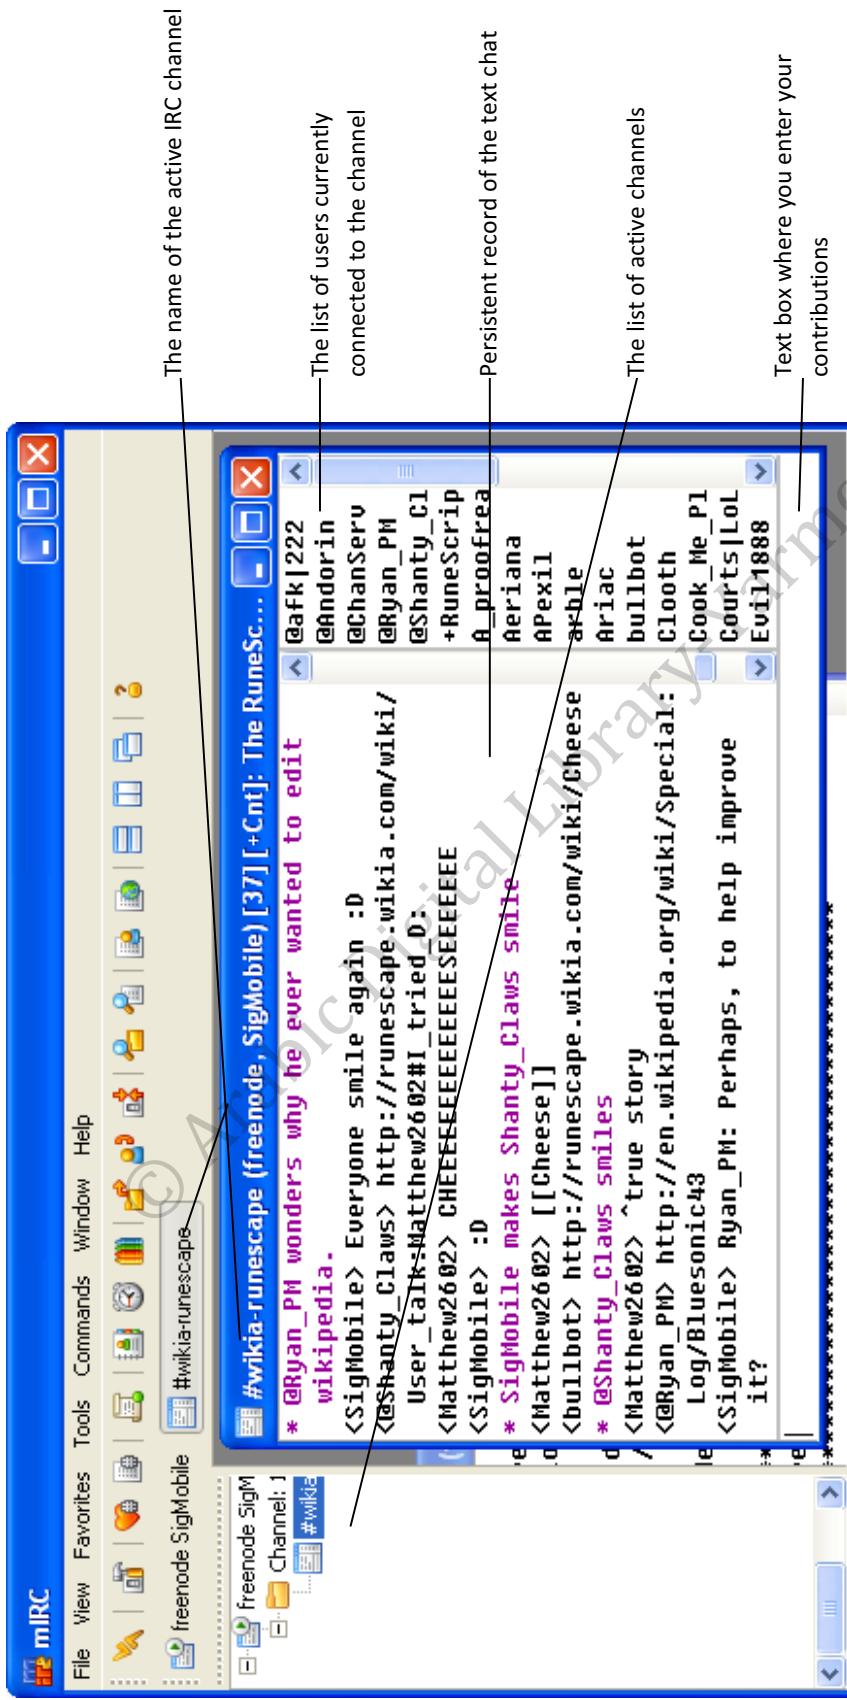 mIRC
File View Favorites Tools Commands Window Help
freenode SigMobile
#wikia-runescape
freenode SigM
Channel: 1
#wikia
#wikia-runescape (freenode, SigMobile) [37] [+Cnt]: The RuneSc...
* @Ryan_PM wonders why he ever wanted to edit
wikipedia.
<SigMobile> Everyone smile again :D
<@Shanty_Claws> http://runescape.wikia.com/wiki/
User_talk:Matthew2602#I_tried_D:
<Matthew2602> CHEEEEEEEEEEEEEESEEEEEEE
<SigMobile> :D
* SigMobile makes Shanty_Claws smile
<Matthew2602> [[Cheese]]
<bullbot> http://runescape.wikia.com/wiki/Cheese
* @Shanty_Claws smiles
<Matthew2602> ^true story
<@Ryan_PM> http://en.wikipedia.org/wiki/Special:
Log/Bluesonic43
<SigMobile> Ryan_PM: Perhaps, to help improve
it?
@afk|222
@Andorin
@ChanServ
@Ryan_PM
@Shanty_Cl
+RuneScrip
A_proofrea
Aeriana
APexil
arble
Ariac
bullbot
Clooth
Cook_Me_Pl
Courts|LoL
Evil1888
The name of the active IRC channel
The list of users currently
connected to the channel
Persistent record of the text chat
The list of active channels
Text box where you enter your
contributions
© Arabic Digital Library-Yarmo